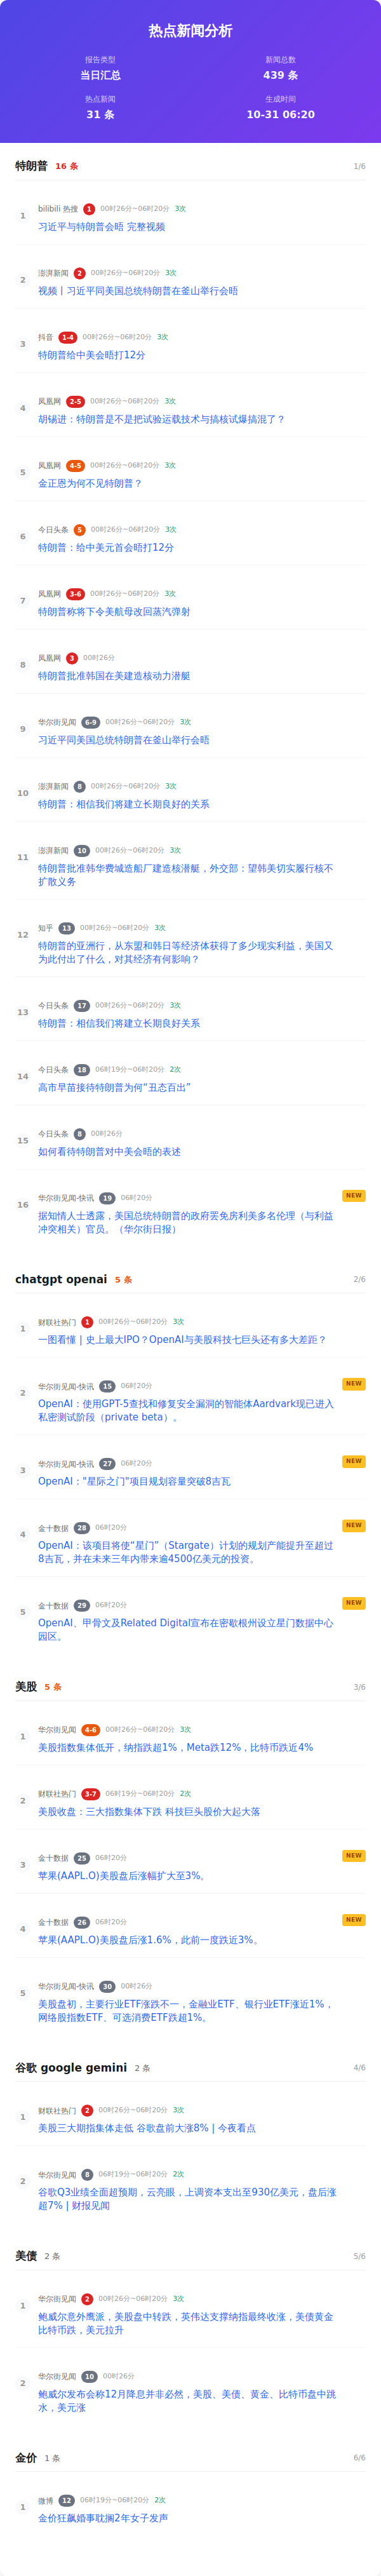 热点新闻分析
报告类型
当日汇总
新闻总数
439 条
热点新闻
31 条
生成时间
10-31 06:20
特朗普 16 条 1/6
1
bilibili 热搜 1 00时26分~06时20分 3次
习近平与特朗普会晤 完整视频
2
澎湃新闻 2 00时26分~06时20分 3次
视频丨习近平同美国总统特朗普在釜山举行会晤
3
抖音 1-4 00时26分~06时20分 3次
特朗普给中美会晤打12分
4
凤凰网 2-5 00时26分~06时20分 3次
胡锡进：特朗普是不是把试验运载技术与搞核试爆搞混了？
5
凤凰网 4-5 00时26分~06时20分 3次
金正恩为何不见特朗普？
6
今日头条 5 00时26分~06时20分 3次
特朗普：给中美元首会晤打12分
7
凤凰网 3-6 00时26分~06时20分 3次
特朗普称将下令美航母改回蒸汽弹射
8
凤凰网 3 00时26分
特朗普批准韩国在美建造核动力潜艇
9
华尔街见闻 6-9 00时26分~06时20分 3次
习近平同美国总统特朗普在釜山举行会晤
10
澎湃新闻 8 00时26分~06时20分 3次
特朗普：相信我们将建立长期良好的关系
11
澎湃新闻 10 00时26分~06时20分 3次
特朗普批准韩华费城造船厂建造核潜艇，外交部：望韩美切实履行核不
扩散义务
12
知乎 13 00时26分~06时20分 3次
特朗普的亚洲行，从东盟和韩日等经济体获得了多少现实利益，美国又
为此付出了什么，对其经济有何影响？
13
今日头条 17 00时26分~06时20分 3次
特朗普：相信我们将建立长期良好关系
14
今日头条 18 06时19分~06时20分 2次
高市早苗接待特朗普为何“丑态百出”
15
今日头条 8 00时26分
如何看待特朗普对中美会晤的表述
16
华尔街见闻-快讯 19 06时20分 NEW
据知情人士透露，美国总统特朗普的政府罢免房利美多名伦理（与利益
冲突相关）官员。（华尔街日报）
chatgpt openai 5 条 2/6
1
财联社热门 1 00时26分~06时20分 3次
一图看懂 | 史上最大IPO？OpenAI与美股科技七巨头还有多大差距？
2
华尔街见闻-快讯 15 06时20分 NEW
OpenAI：使用GPT-5查找和修复安全漏洞的智能体Aardvark现已进入
私密测试阶段（private beta）。
3
华尔街见闻-快讯 27 06时20分 NEW
OpenAI："星际之门"项目规划容量突破8吉瓦
4
金十数据 28 06时20分 NEW
OpenAI：该项目将使“星门”（Stargate）计划的规划产能提升至超过
8吉瓦，并在未来三年内带来逾4500亿美元的投资。
5
金十数据 29 06时20分 NEW
OpenAI、甲骨文及Related Digital宣布在密歇根州设立星门数据中心
园区。
美股 5 条 3/6
1
华尔街见闻 4-6 00时26分~06时20分 3次
美股指数集体低开，纳指跌超1%，Meta跌12%，比特币跌近4%
2
财联社热门 3-7 06时19分~06时20分 2次
美股收盘：三大指数集体下跌 科技巨头股价大起大落
3
金十数据 25 06时20分 NEW
苹果(AAPL.O)美股盘后涨幅扩大至3%。
4
金十数据 26 06时20分 NEW
苹果(AAPL.O)美股盘后涨1.6%，此前一度跌近3%。
5
华尔街见闻-快讯 30 00时26分
美股盘初，主要行业ETF涨跌不一，金融业ETF、银行业ETF涨近1%，
网络股指数ETF、可选消费ETF跌超1%。
谷歌 google gemini 2 条 4/6
1
财联社热门 2 00时26分~06时20分 3次
美股三大期指集体走低 谷歌盘前大涨8% | 今夜看点
2
华尔街见闻 8 06时19分~06时20分 2次
谷歌Q3业绩全面超预期，云亮眼，上调资本支出至930亿美元，盘后涨
超7% | 财报见闻
美债 2 条 5/6
1
华尔街见闻 2 00时26分~06时20分 3次
鲍威尔意外鹰派，美股盘中转跌，英伟达支撑纳指最终收涨，美债黄金
比特币跌，美元拉升
2
华尔街见闻 10 00时26分
鲍威尔发布会称12月降息并非必然，美股、美债、黄金、比特币盘中跳
水，美元涨
金价 1 条 6/6
1
微博 12 06时19分~06时20分 2次
金价狂飙婚事耽搁2年女子发声